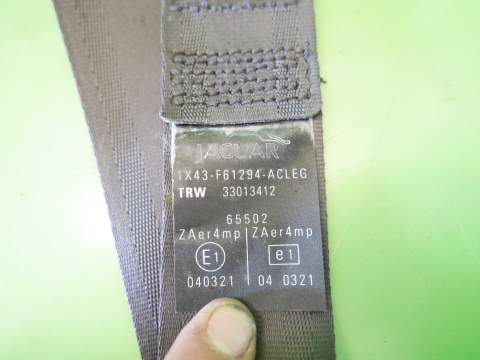 JAGUAR
1X43-F61294-ACLEG
TRW 33013412
65502
ZAer4mp ZAer4mp
E1 e1
040321 04 0321